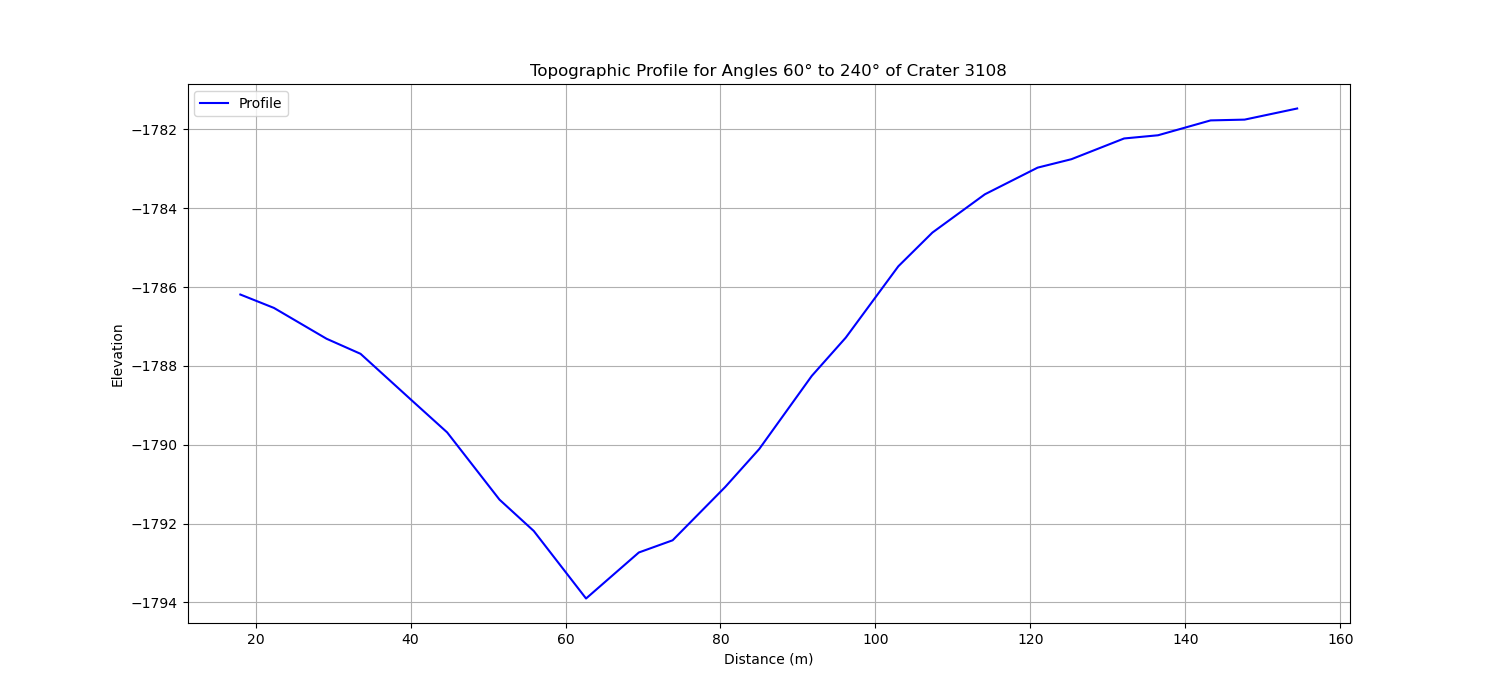 Topographic Profile for Angles 60° to 240° of Crater 3108
Profile
−1782
−1784
−1786
−1788
−1790
−1792
−1794
Elevation
20 40 60 80 100 120 140 160
Distance (m)